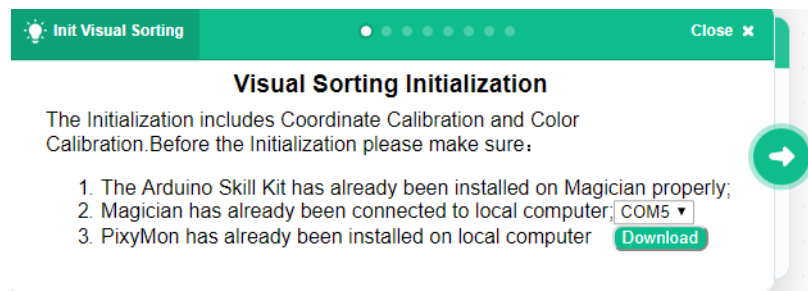 Init Visual Sorting
Close ✖
Visual Sorting Initialization
The Initialization includes Coordinate Calibration and Color
Calibration.Before the Initialization please make sure：
1. The Arduino Skill Kit has already been installed on Magician properly;
2. Magician has already been connected to local computer; COM5 ▼
3. PixyMon has already been installed on local computer Download